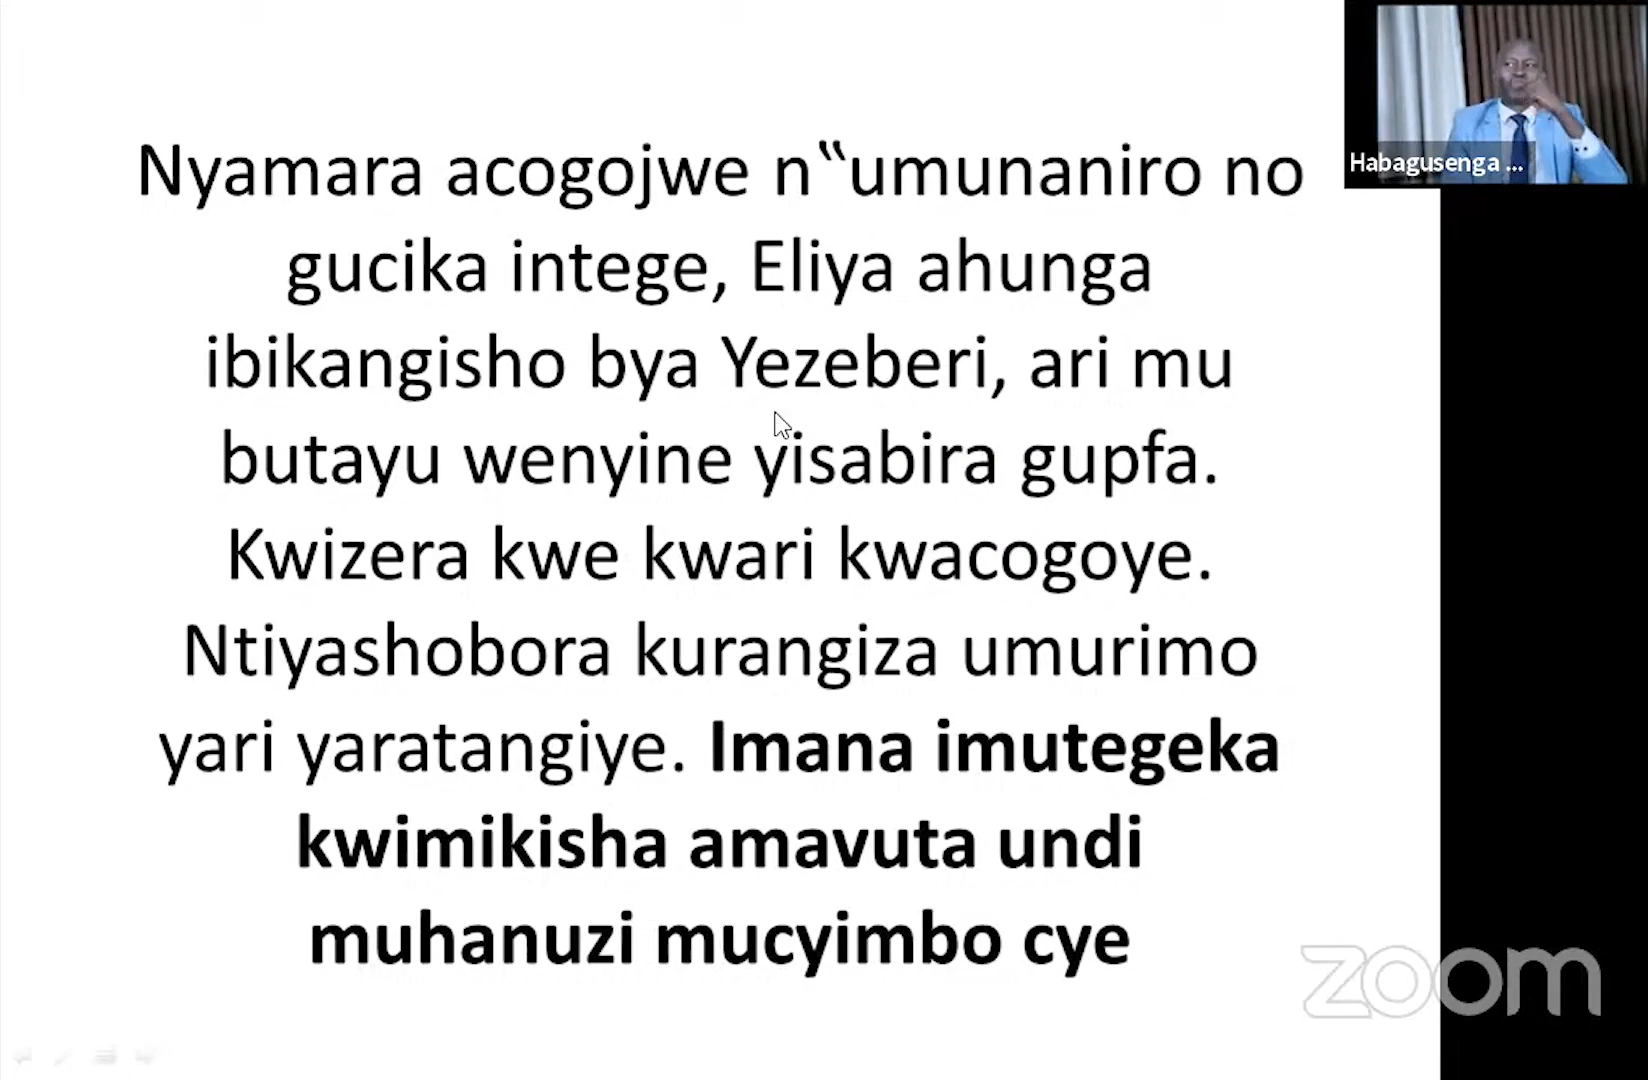 Nyamara acogojwe n‟umunaniro no
gucika intege, Eliya ahunga
ibikangisho bya Yezeberi, ari mu
butayu wenyine yisabira gupfa.
Kwizera kwe kwari kwacogoye.
Ntiyashobora kurangiza umurimo
yari yaratangiye. Imana imutegeka
kwimikisha amavuta undi
muhanuzi mucyimbo cye
Habagusenga ...
zoom